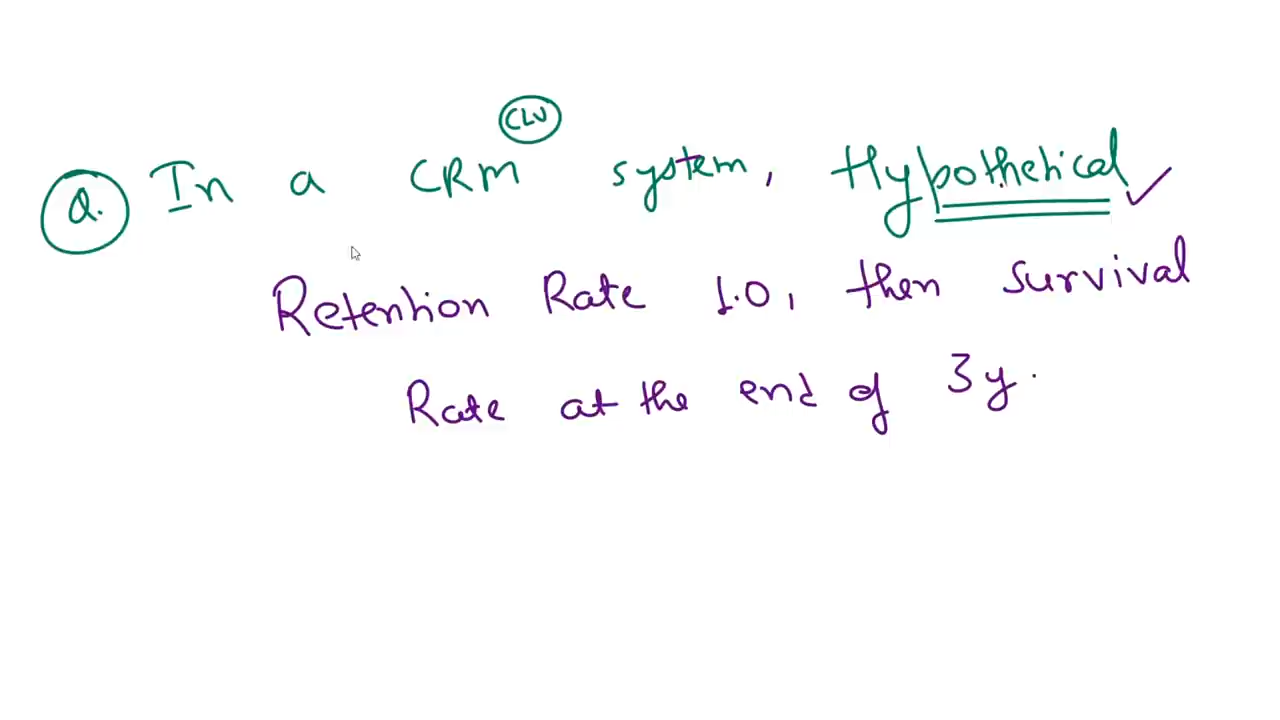 CLV
Q. In a CRM system, Hypothetical
Retention Rate 1.0, then survival
Rate at the end of 3y.